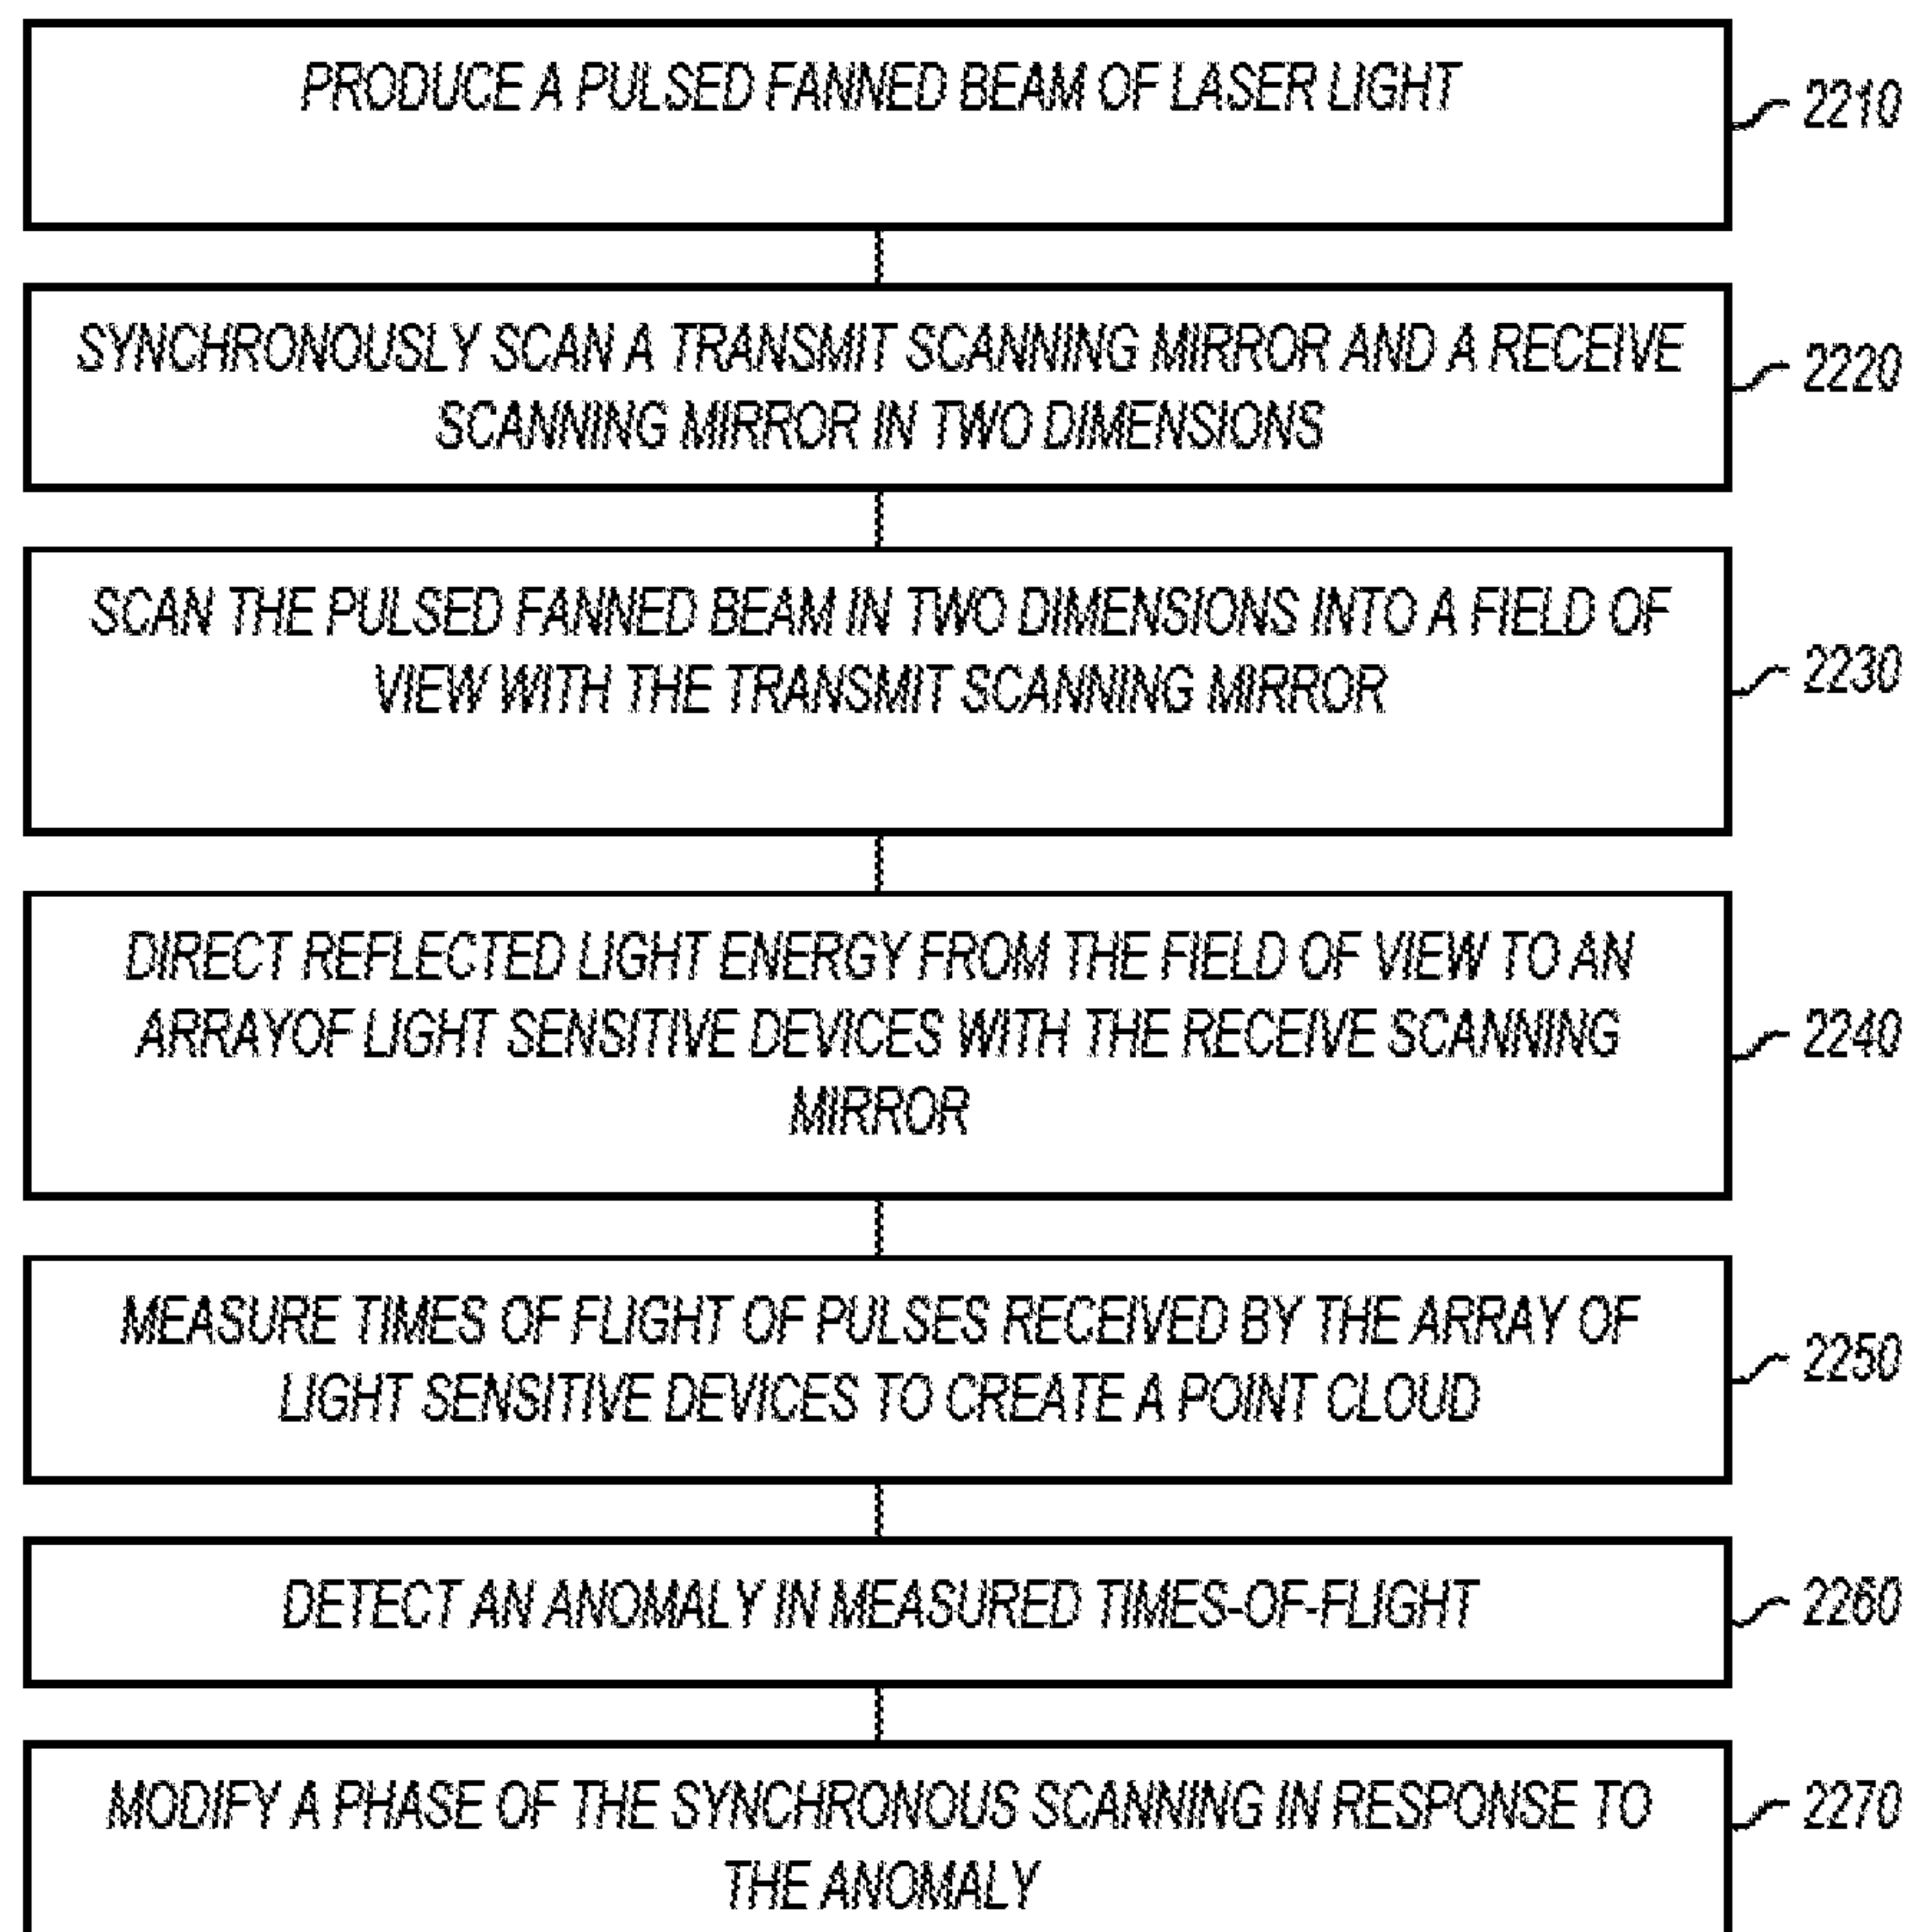 PRODUCE A PULSED FANNED BEAM OF LASER LIGHT
2210
SYNCHRONOUSLY SCAN A TRANSMIT SCANNING MIRROR AND A RECEIVE
SCANNING MIRROR IN TWO DIMENSIONS
2220
SCAN THE PULSED FANNED BEAM IN TWO DIMENSIONS INTO A FIELD OF
VIEW WITH THE TRANSMIT SCANNING MIRROR
2230
DIRECT REFLECTED LIGHT ENERGY FROM THE FIELD OF VIEW TO AN
ARRAYOF LIGHT SENSITIVE DEVICES WITH THE RECEIVE SCANNING
MIRROR
2240
MEASURE TIMES OF FLIGHT OF PULSES RECEIVED BY THE ARRAY OF
LIGHT SENSITIVE DEVICES TO CREATE A POINT CLOUD
2250
DETECT AN ANOMALY IN MEASURED TIMES-OF-FLIGHT
2260
MODIFY A PHASE OF THE SYNCHRONOUS SCANNING IN RESPONSE TO
THE ANOMALY
2270